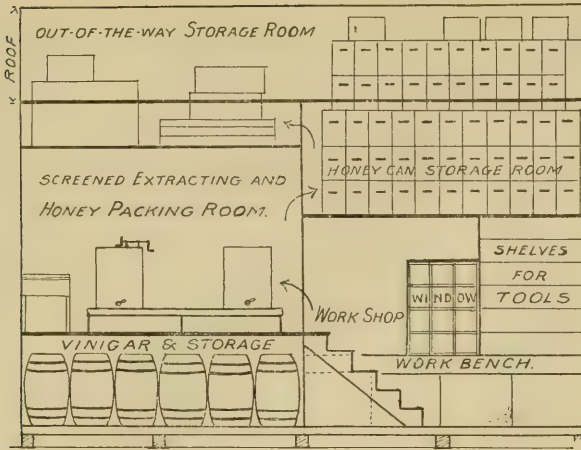 OUT-OF-THE-WAY STORAGE ROOM
ROOF
HONEY CAN STORAGE ROOM
SCREENED EXTRACTING AND
HONEY PACKING ROOM.
SHELVES
FOR
TOOLS
WINDOW
WORK SHOP
VINIGAR & STORAGE
WORK BENCH.